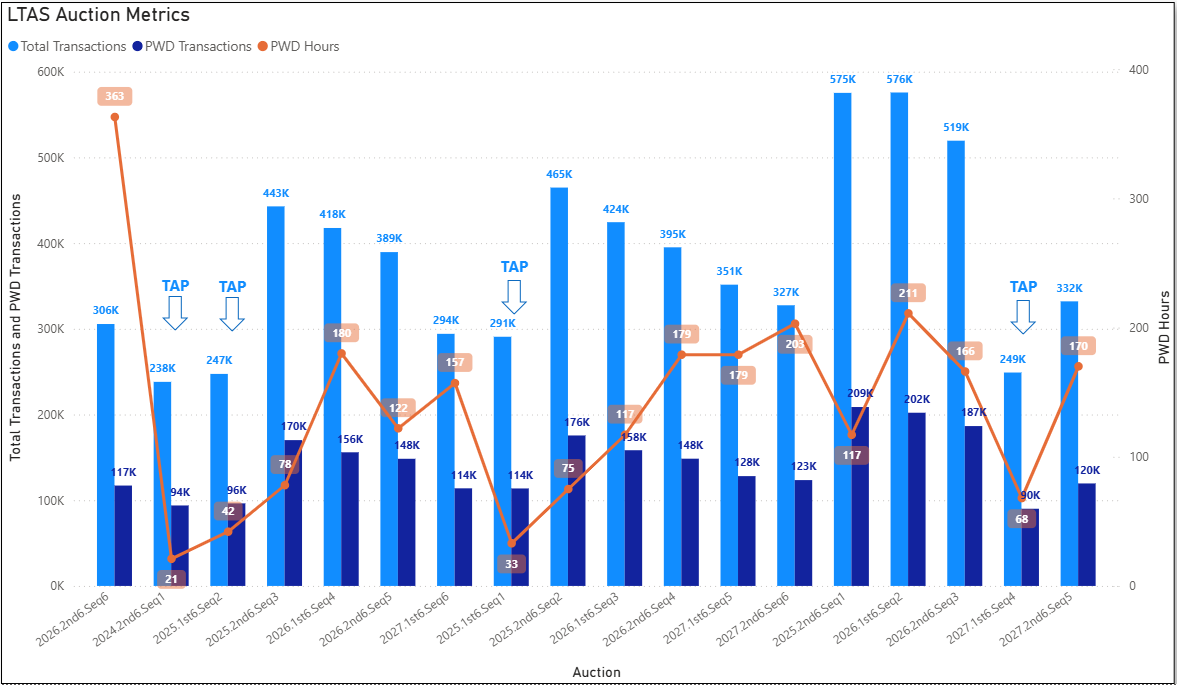 LTAS Auction Metrics
Total Transactions PWD Transactions PWD Hours
Total Transactions and PWD Transactions
600K
500K
400K
300K
200K
100K
0K
400
300
200
100
0
PWD Hours
306K
238K
247K
443K
418K
389K
294K
291K
465K
424K
395K
351K
327K
575K
576K
519K
249K
332K
117K
94K
96K
170K
156K
148K
114K
114K
176K
158K
148K
128K
123K
209K
202K
187K
90K
120K
363
21
42
78
180
122
157
33
75
117
179
179
203
117
211
166
68
170
TAP
TAP
TAP
TAP
2026.2nd6.Seq6
2024.2nd6.Seq1
2025.1st6.Seq2
2025.2nd6.Seq3
2026.1st6.Seq4
2026.2nd6.Seq5
2027.1st6.Seq6
2025.1st6.Seq1
2025.2nd6.Seq2
2026.1st6.Seq3
2026.2nd6.Seq4
2027.1st6.Seq5
2027.2nd6.Seq6
2025.2nd6.Seq1
2026.1st6.Seq2
2026.2nd6.Seq3
2027.1st6.Seq4
2027.2nd6.Seq5
Auction